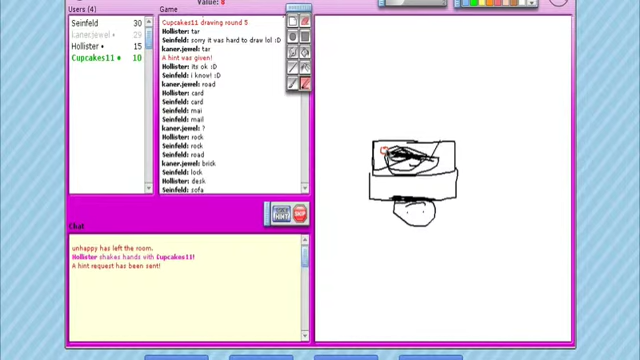 Value: 8
Users (4)
Seinfeld 30
kaner.jewel • 29
Hollister • 15
Cupcakes11 • 10
Game
Cupcakes11 drawing round 5
Hollister: tar
Seinfeld: sorry it was hard to draw lol :D
kaner.jewel: tar
A hint was given!
Hollister: its ok :D
Seinfeld: i know! :D
kaner.jewel: road
Hollister: card
Seinfeld: card
Seinfeld: mai
Seinfeld: mail
kaner.jewel: ?
Hollister: rock
Seinfeld: rock
Seinfeld: road
kaner.jewel: brick
Seinfeld: lock
Hollister: desk
Seinfeld: sofa
HINT
SKIP
Chat
unhappy has left the room.
Hollister shakes hands with Cupcakes11!
A hint request has been sent!